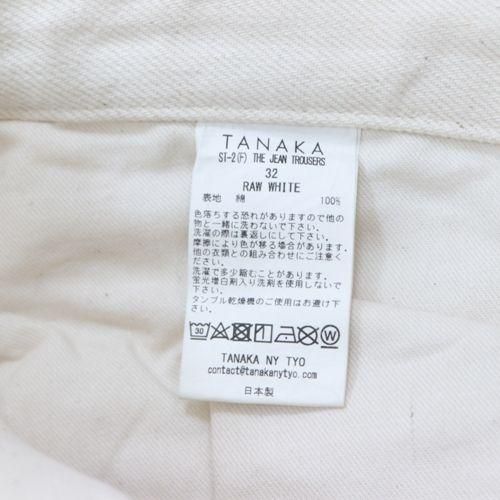 TANAKA
ST-2(F) THE JEAN TROUSERS
32
RAW WHITE
表地 綿 100%
色落ちする恐れがありますので他の
物と一緒に洗わないで下さい。
洗濯の際は裏返しにして下さい。
摩擦により色が移る場合があります。
他の衣類との組み合わせにご注意く
ださい。
洗濯で多少縮むことがあります。
蛍光増白剤入り洗剤を使用しないで
下さい。
タンブル乾燥機のご使用はお避け下
さい。
30 W
TANAKA NY TYO
contact@tanakanytyo.com
日本製